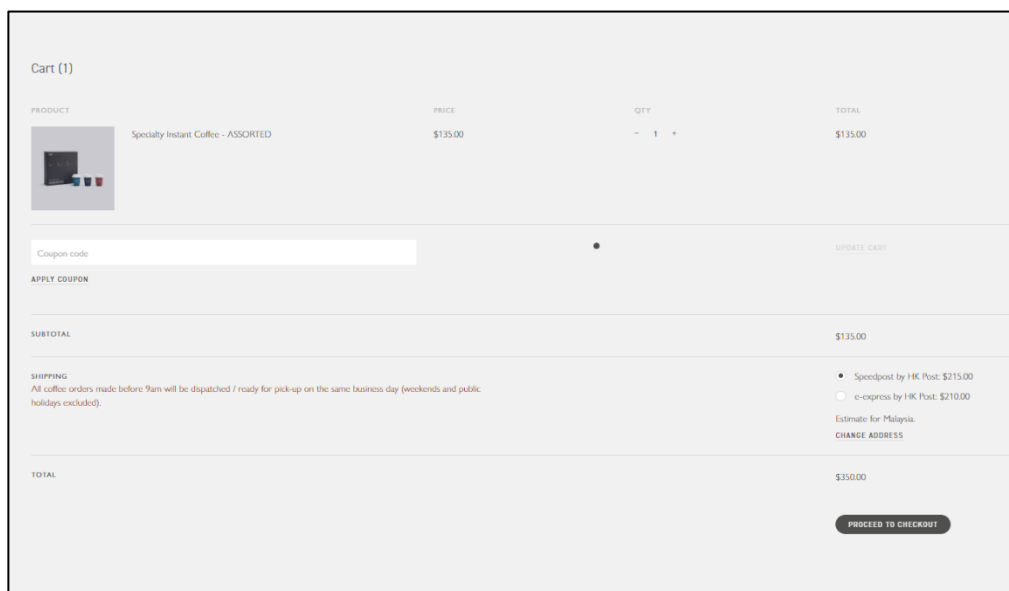 Cart (1)
PRODUCT PRICE QTY TOTAL
Specialty Instant Coffee - ASSORTED $135.00 − 1 + $135.00
Coupon code UPDATE CART
APPLY COUPON
SUBTOTAL $135.00
SHIPPING
All coffee orders made before 9am will be dispatched / ready for pick-up on the same business day (weekends and public
holidays excluded).
Speedpost by HK Post: $215.00
e-express by HK Post: $210.00
Estimate for Malaysia.
CHANGE ADDRESS
TOTAL $350.00
PROCEED TO CHECKOUT